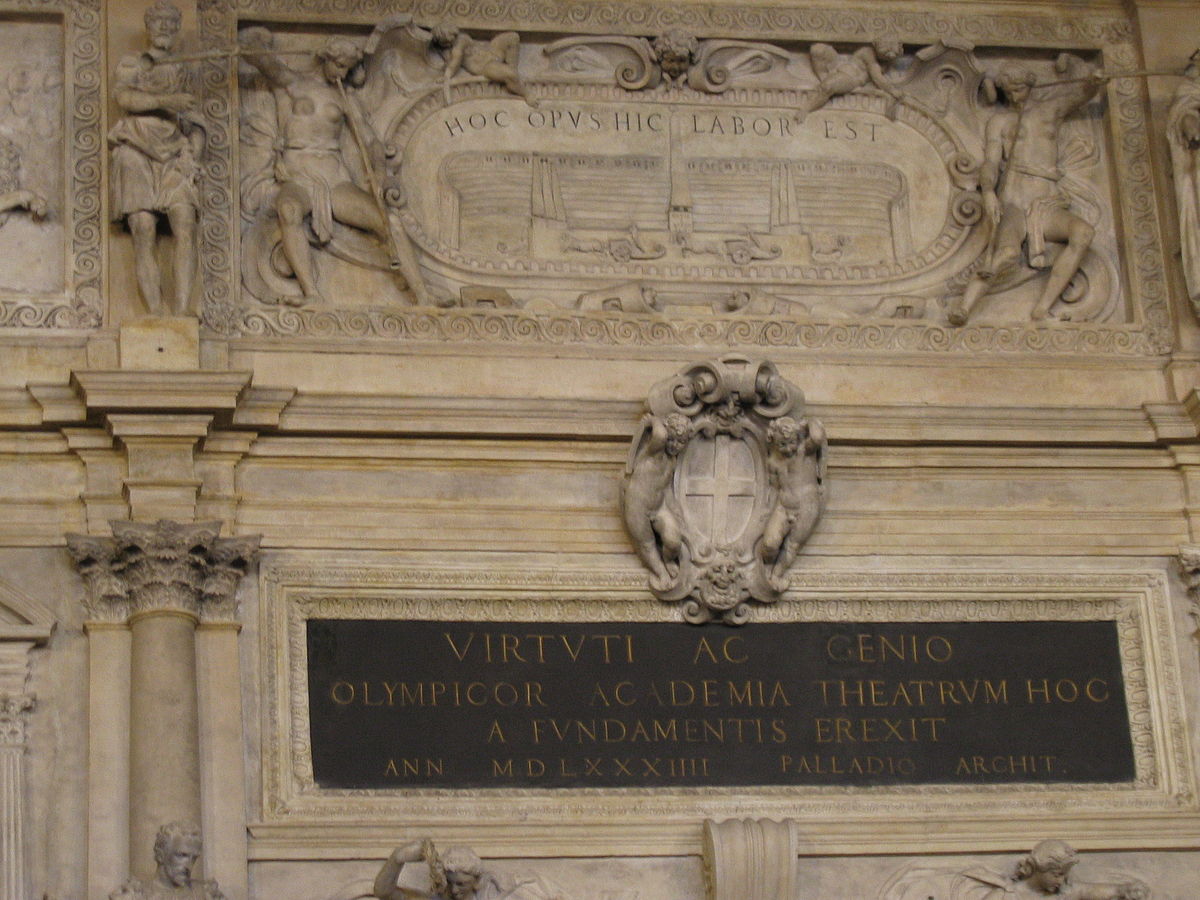 HOC OPVS HIC LABOR EST
VIRTVTI AC GENIO
OLYMPICOR ACADEMIA THEATRVM HOC
A FVNDAMENTIS EREXIT
ANN MDLXXXIIII PALLADIO ARCHIT.